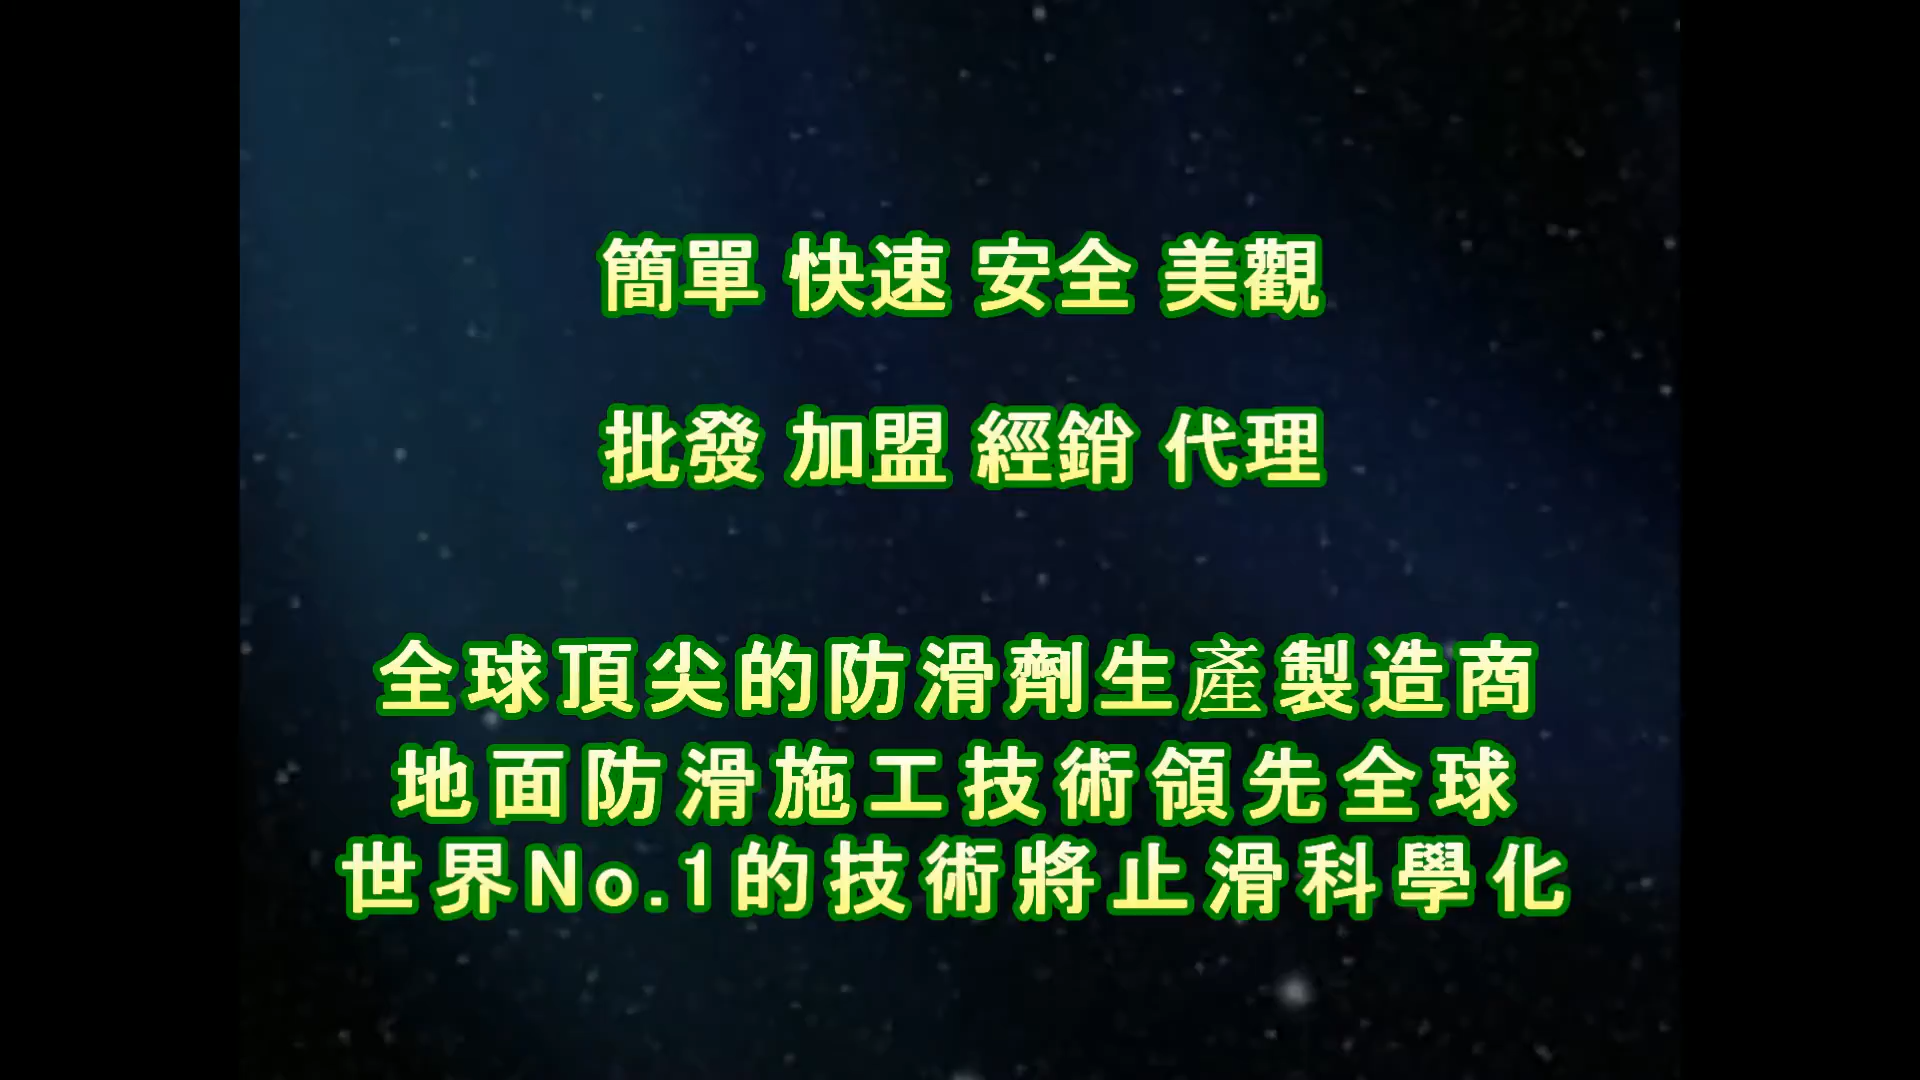 簡單 快速 安全 美觀
批發 加盟 經銷 代理
全球頂尖的防滑劑生產製造商
地面防滑施工技術領先全球
世界No.1的技術將止滑科學化